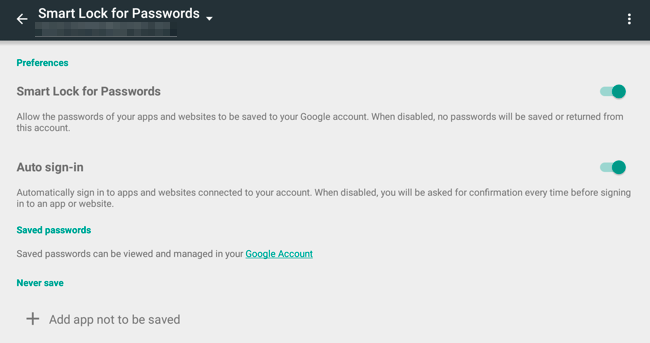 Smart Lock for Passwords
Preferences
Smart Lock for Passwords
Allow the passwords of your apps and websites to be saved to your Google account. When disabled, no passwords will be saved or returned from
this account.
Auto sign-in
Automatically sign in to apps and websites connected to your account. When disabled, you will be asked for confirmation every time before signing
in to an app or website.
Saved passwords
Saved passwords can be viewed and managed in your Google Account
Never save
Add app not to be saved